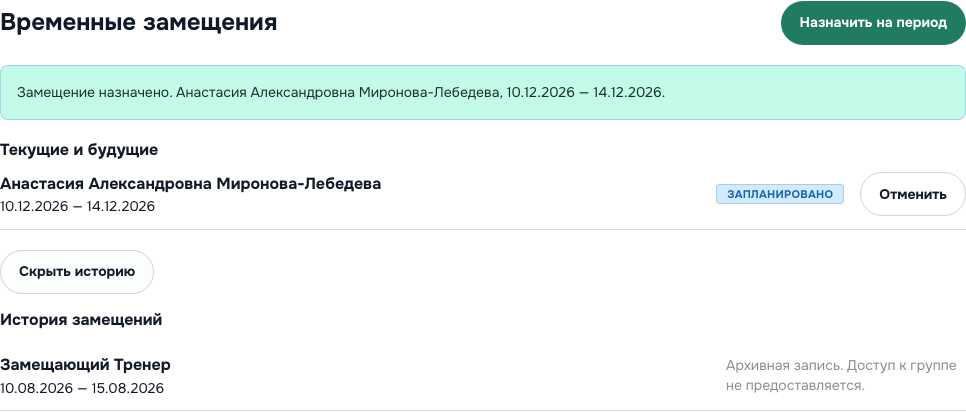 Временные замещения
Назначить на период
Замещение назначено. Анастасия Александровна Миронова-Лебедева, 10.12.2026 — 14.12.2026.
Текущие и будущие
Анастасия Александровна Миронова-Лебедева
10.12.2026 — 14.12.2026
ЗАПЛАНИРОВАНО
Отменить
Скрыть историю
История замещений
Замещающий Тренер
10.08.2026 — 15.08.2026
Архивная запись. Доступ к группе
не предоставляется.